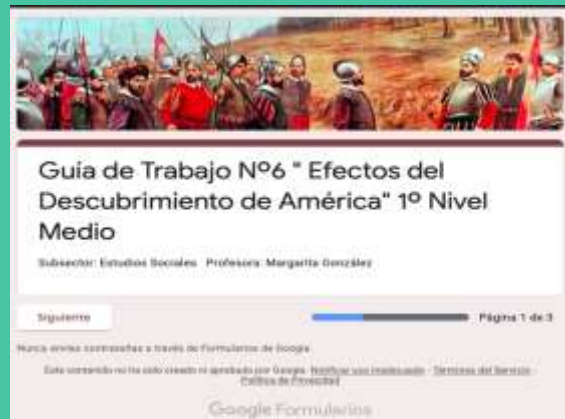 Guía de Trabajo Nº6 " Efectos del
Descubrimiento de América" 1º Nivel
Medio
Subsector: Estudios Sociales Profesora: Margarita González
Siguiente
Página 1 de 3
Nunca envíes contraseñas a través de Formularios de Google.
Este contenido no ha sido creado ni aprobado por Google. Notificar uso inadecuado - Términos del Servicio -
Política de Privacidad
Google Formularios